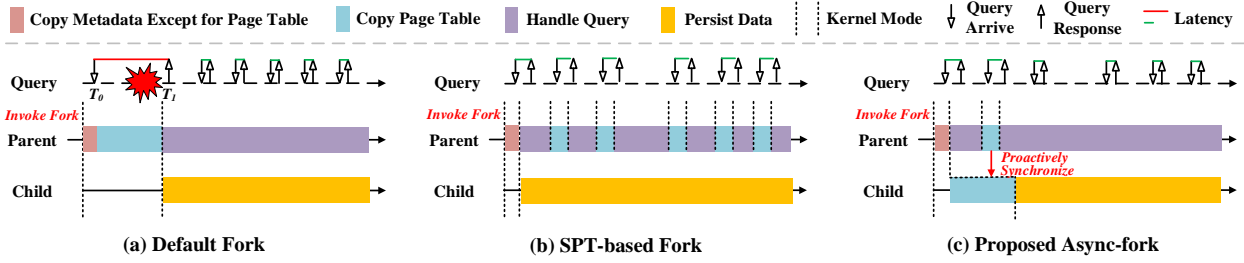 Copy Metadata Except for Page Table
Copy Page Table
Handle Query
Persist Data
Kernel Mode
Query
Arrive
Query
Response
Latency
Query
T0
T1
Invoke Fork
Parent
Child
(a) Default Fork
Query
Invoke Fork
Parent
Child
(b) SPT-based Fork
Query
Invoke Fork
Parent
Proactively
Synchronize
Child
(c) Proposed Async-fork